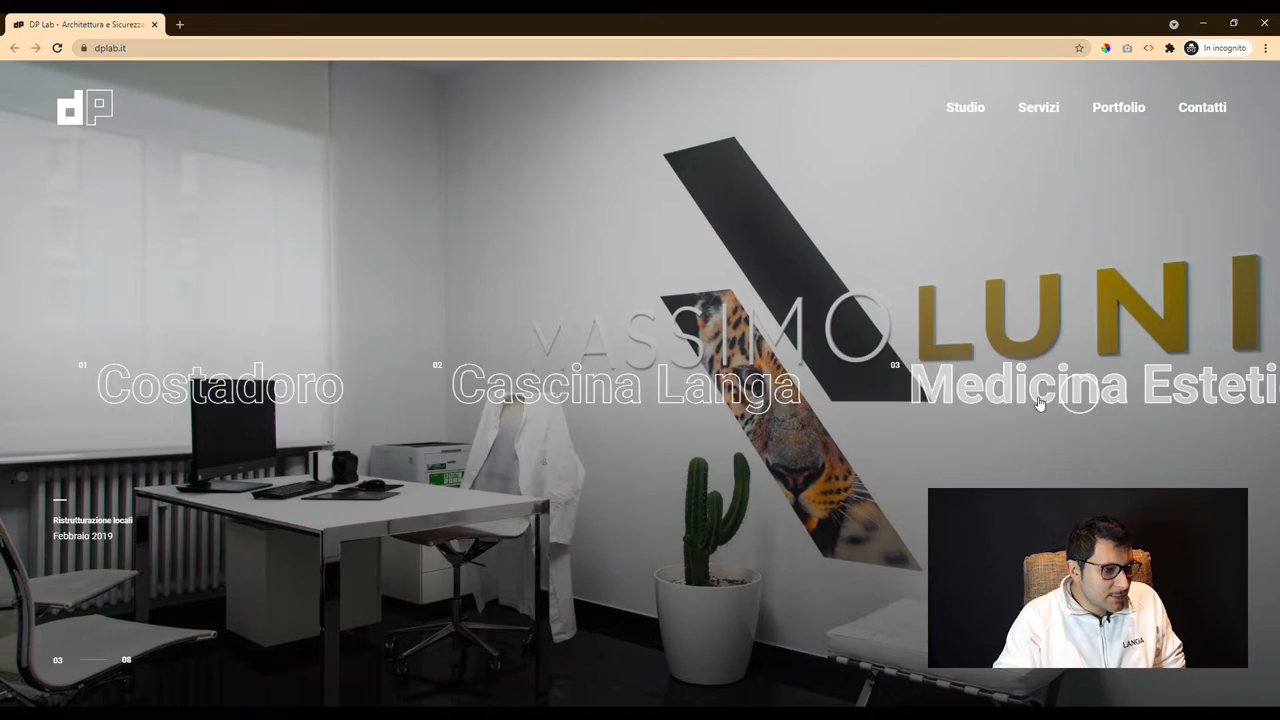 DP Lab - Architettura e Sicurezza
dplab.it
In incognito
dP
Studio
Servizi
Portfolio
Contatti
MASSIMO LUNI
01
Costadoro
02
Cascina Langa
03
Medicina Esteti
Ristrutturazione locali
Febbraio 2019
03
08
LANGA